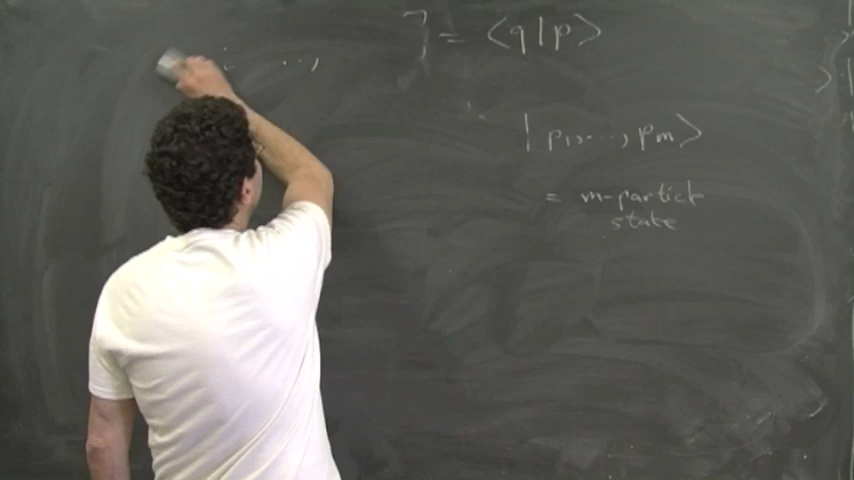 ] = <q|p>
|p₁, ..., pₘ>
= m-particle
state